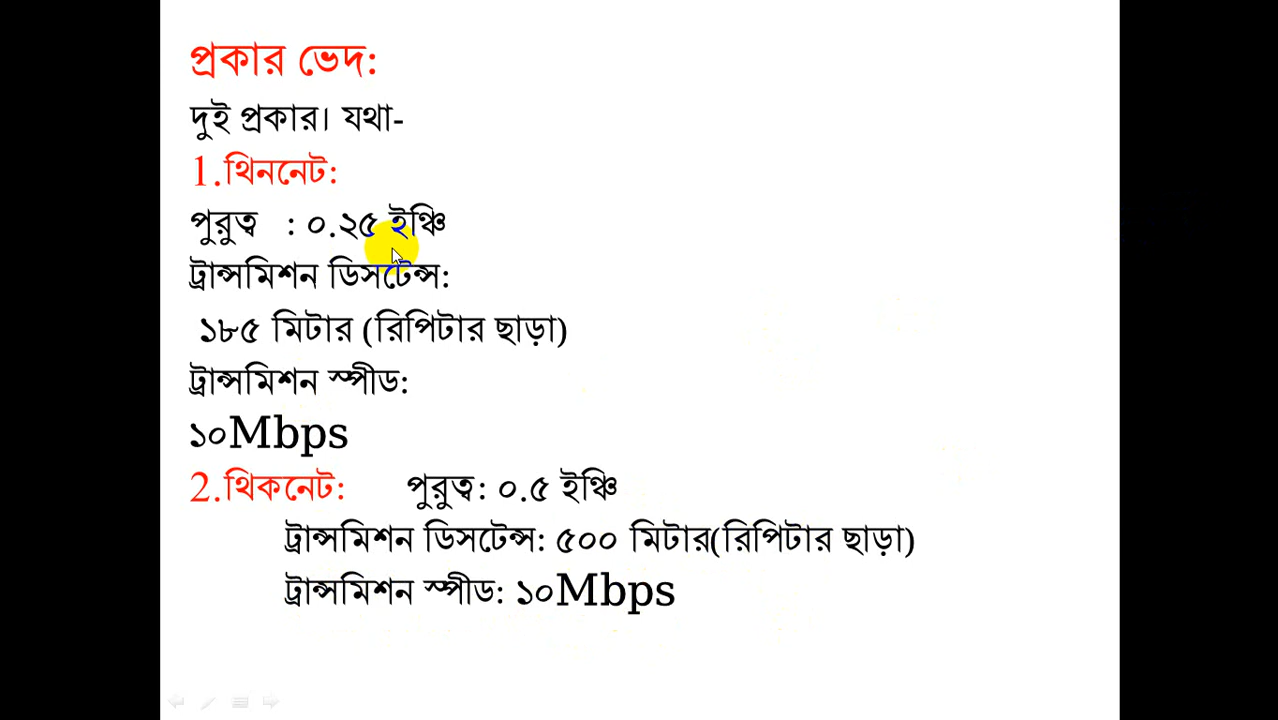 প্রকার ভেদ:
দুই প্রকার। যথা-
1.থিননেট:
পুরুত্ব : ০.২৫ ইঞ্চি
ট্রান্সমিশন ডিসটেন্স:
১৮৫ মিটার (রিপিটার ছাড়া)
ট্রান্সমিশন স্পীড:
১০Mbps
2.থিকনেট: পুরুত্ব: ০.৫ ইঞ্চি
ট্রান্সমিশন ডিসটেন্স: ৫০০ মিটার(রিপিটার ছাড়া)
ট্রান্সমিশন স্পীড: ১০Mbps